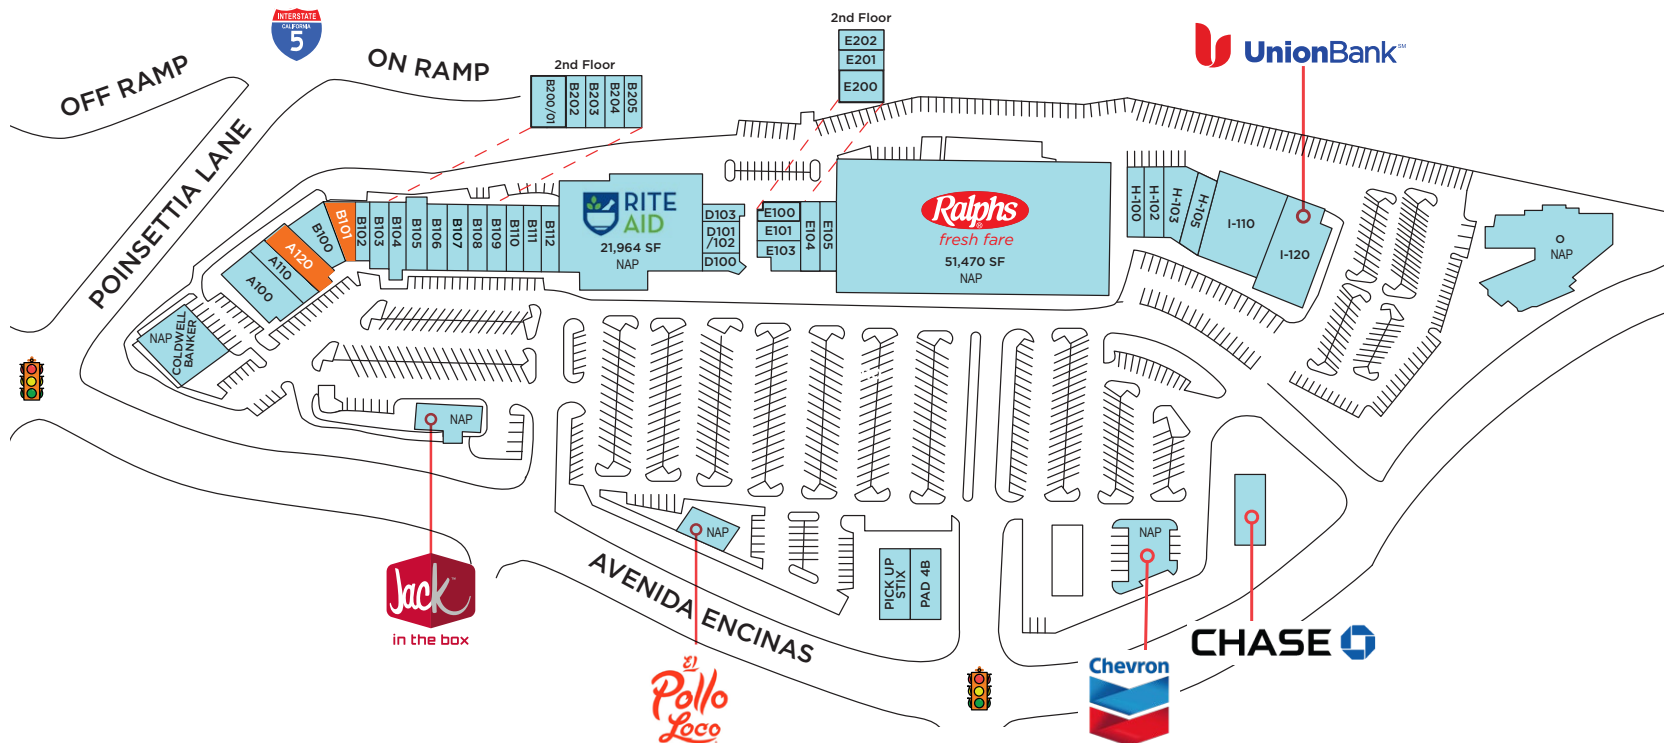 INTERSTATE
CALIFORNIA
5
OFF RAMP
ON RAMP
POINSETTIA LANE
2nd Floor
B200/01
B202
B203
B204
B205
2nd Floor
E202
E201
E200
UnionBank℠
A100
A110
A120
B100
B101
B102
B103
B104
B105
B106
B107
B108
B109
B110
B111
B112
RITE
AID
21,964 SF
NAP
D103
D101
/102
D100
E100
E101
E103
E104
E105
Ralphs
®
fresh fare
51,470 SF
NAP
H-100
H-102
H-103
H-105
I-110
I-120
O
NAP
NAP
COLDWELL
BANKER
NAP
Jack™
in the box
NAP
El
Pollo
Loco
AVENIDA ENCINAS
PICK UP
STIX
PAD 4B
NAP
Chevron
CHASE